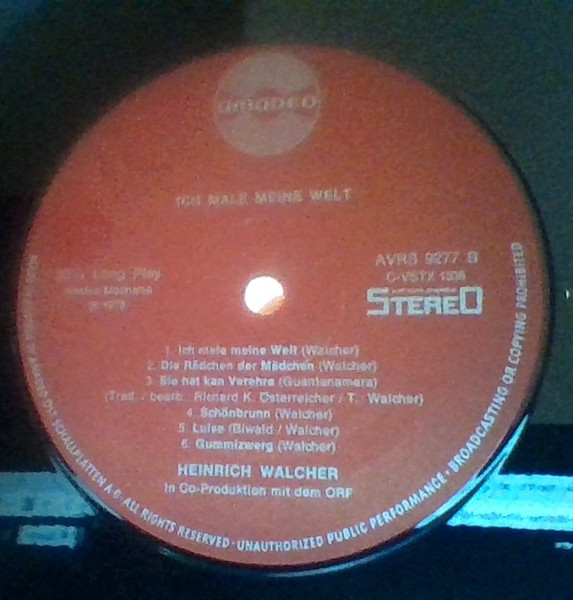 amadeo
ICH MALE MEINE WELT
33⅓ Long Play
AVRS 9277 B
STEREO
1. Ich male meine Welt (Walcher)
2. Die Rädchen der Mädchen (Walcher)
3. Sie hat kan Verehre (Guantanamera)
(Trad. / bearb. Richard K. Österreicher / T. Walcher)
4. Schönbrunn (Walcher)
5. Luise (Biwald / Walcher)
6. Gummizwerg (Walcher)
HEINRICH WALCHER
In Co-Produktion mit dem ORF
SCHALLPLATTEN A.G. ALL RIGHTS RESERVED · UNAUTHORIZED PUBLIC PERFORMANCE · BROADCASTING OR COPYING PROHIBITED